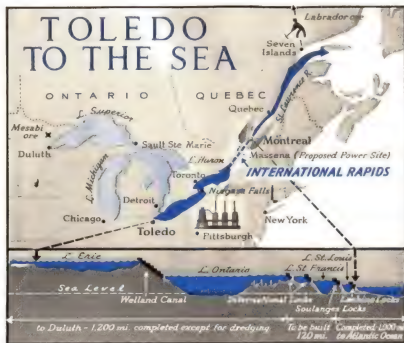 TOLEDO
TO THE SEA
Labrador ore
Seven
Islands
ONTARIO
QUEBEC
Quebec
St. Lawrence R.
L. Superior
Mesabi
ore
Duluth
Sault Ste Marie
L. Huron
Montreal
Massena (Proposed Power Site)
INTERNATIONAL RAPIDS
L. Michigan
Toronto
Niagara Falls
Detroit
Chicago
Toledo
Pittsburgh
New York
L. Erie
L. Ontario
L. St. Louis
L. St Francis
Sea Level
Welland Canal
International Locks
Lachine Locks
Soulanges Locks
to Duluth - 1,200 mi. completed except for dredging
To be built
120 mi.
Completed-1,000 mi.
to Atlantic Ocean